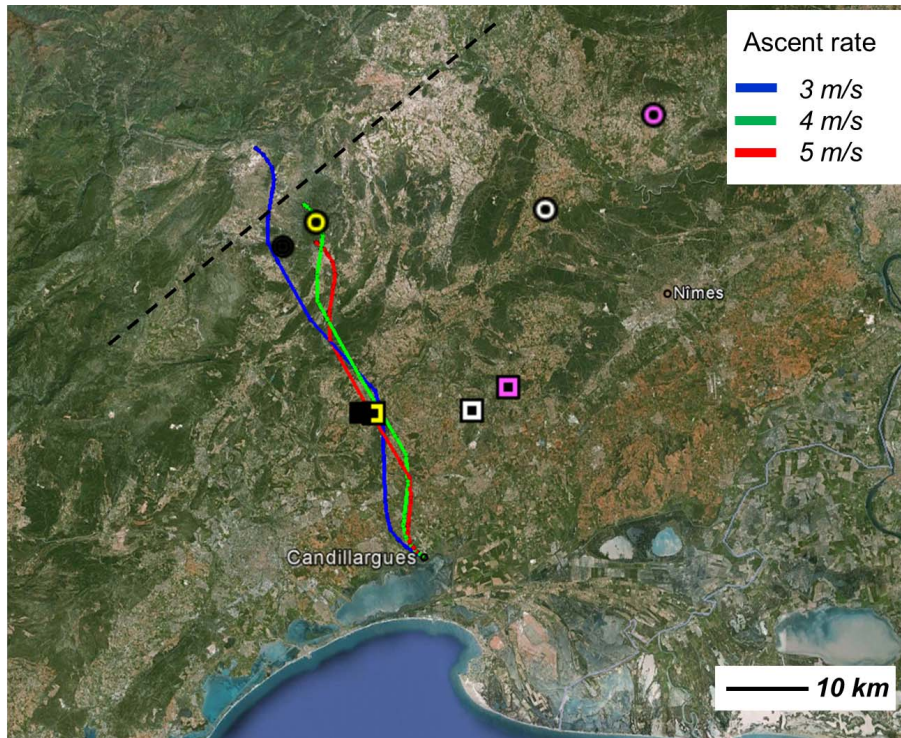 Ascent rate
3 m/s
4 m/s
5 m/s
Nîmes
Candillargues
10 km